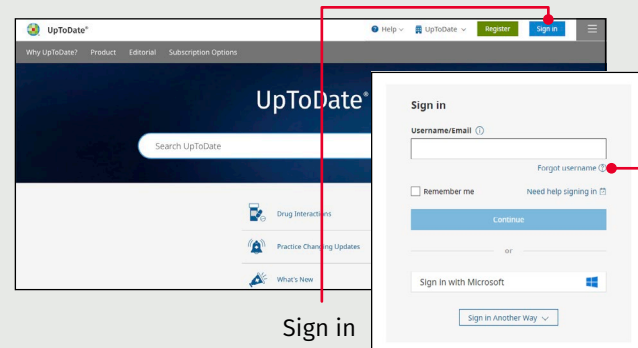 UpToDate® Help UpToDate Register Sign in
Why UpToDate? Product Editorial Subscription Options
UpToDate®
Search UpToDate
Drug Interactions
Practice Changing Updates
What's New
Sign in
Username/Email
Forgot username
Remember me Need help signing in
Continue
or
Sign in with Microsoft
Sign in Another Way
Sign in